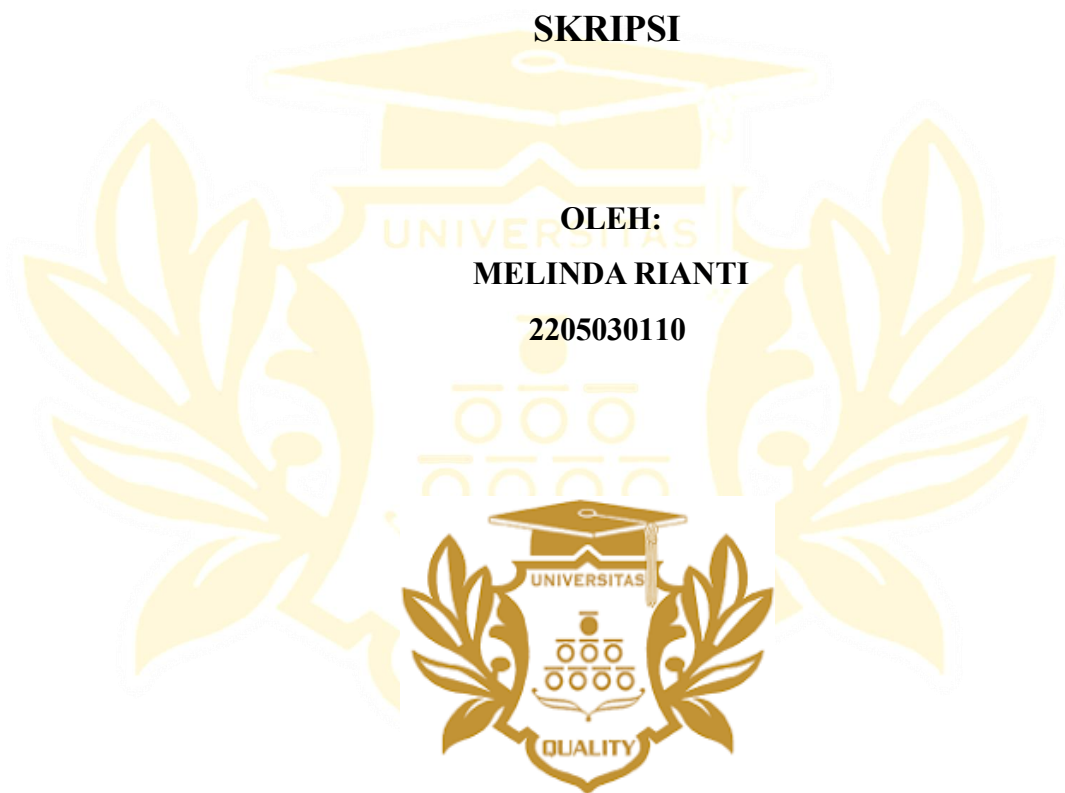 SKRIPSI
UNIVERSITAS
OLEH:
MELINDA RIANTI
2205030110
UNIVERSITAS
QUALITY